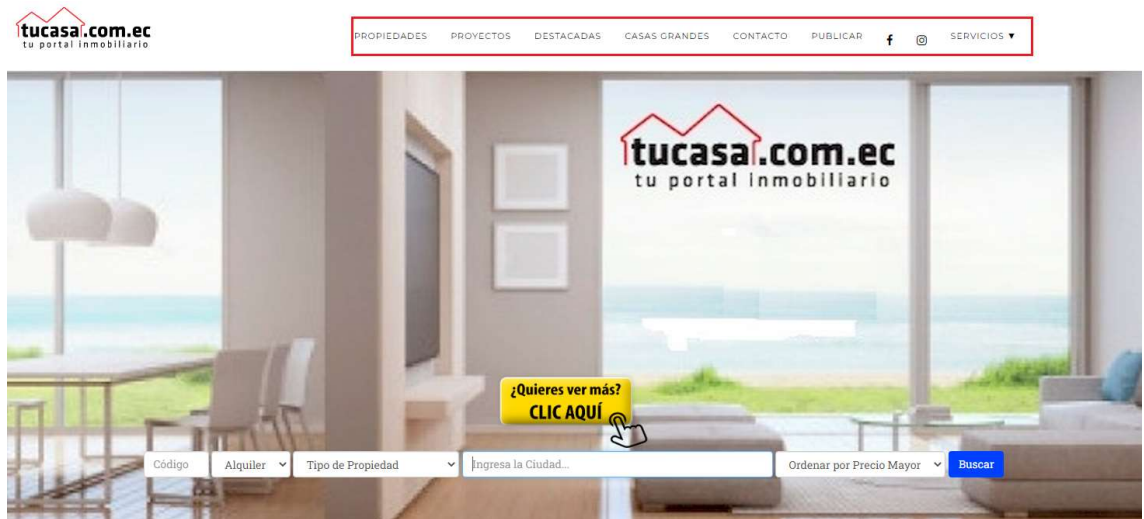 tucasa.com.ec
tu portal inmobiliario
PROPIEDADES PROYECTOS DESTACADAS CASAS GRANDES CONTACTO PUBLICAR f SERVICIOS ▼
tucasa.com.ec
tu portal inmobiliario
¿Quieres ver más?
CLIC AQUÍ
Código Alquiler Tipo de Propiedad Ingresa la Ciudad... Ordenar por Precio Mayor Buscar